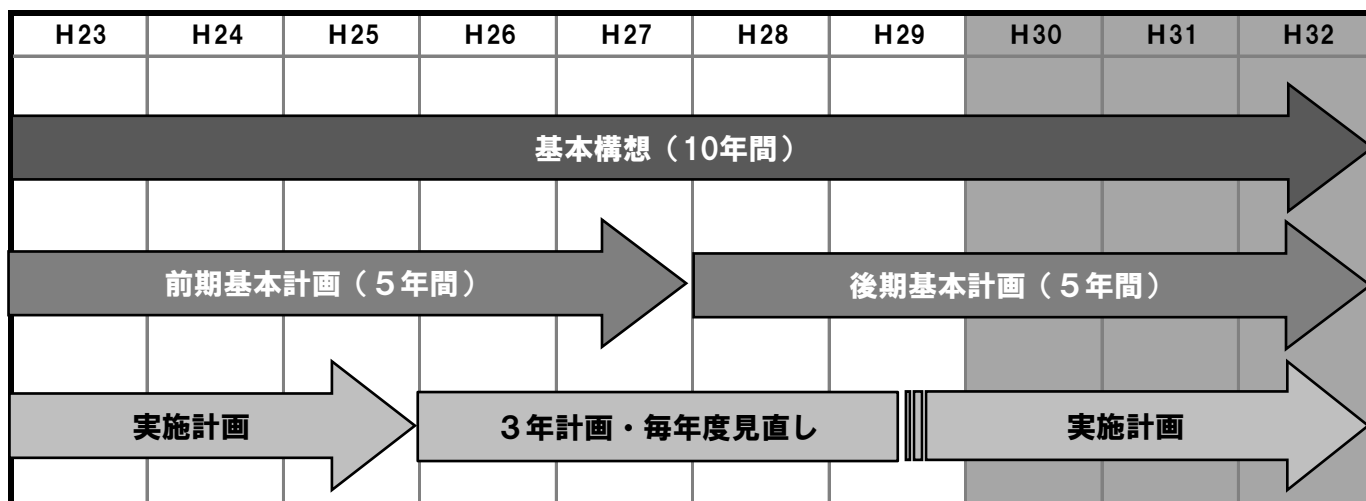 H23 H24 H25 H26 H27 H28 H29 H30 H31 H32
基本構想（10年間）
前期基本計画（５年間） 後期基本計画（５年間）
実施計画 ３年計画・毎年度見直し 実施計画